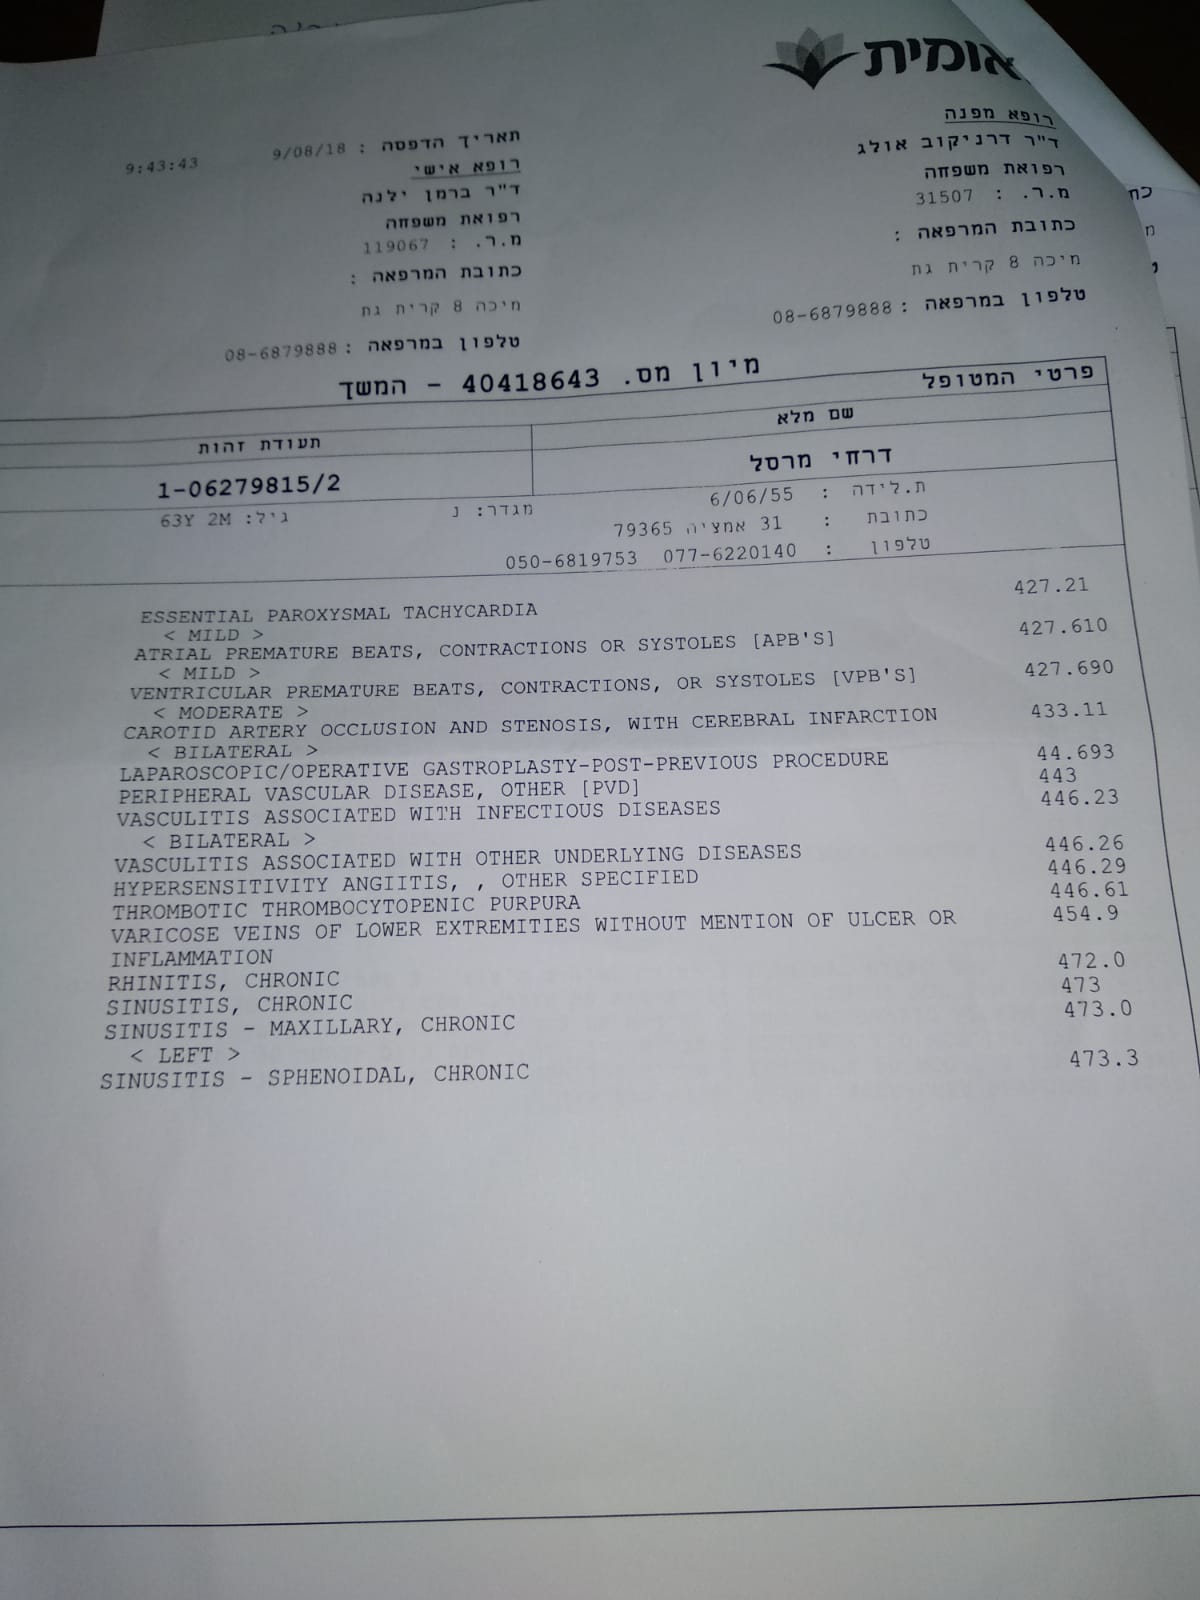 אומית
רופא מפנה
ד"ר דרניקוב אולג
רפואת משפחה
מ.ר. : 31507
כתובת המרפאה :
מיכה 8 קרית גת
טלפון במרפאה : 08-6879888
תאריך הדפסה : 9/08/18 9:43:43
רופא אישי
ד"ר ברמן ילנה
רפואת משפחה
מ.ר. : 119067
כתובת המרפאה :
מיכה 8 קרית גת
טלפון במרפאה : 08-6879888
מיון מס. 40418643 - המשך
פרטי המטופל
שם מלא תעודת זהות
דרחי מרסל 1-06279815/2
ת.לידה : 6/06/55 מגדר: נ גיל: 63Y 2M
כתובת : 31 אמציה 79365
טלפון : 077-6220140 050-6819753
ESSENTIAL PAROXYSMAL TACHYCARDIA 427.21
< MILD >
ATRIAL PREMATURE BEATS, CONTRACTIONS OR SYSTOLES [APB'S] 427.610
< MILD >
VENTRICULAR PREMATURE BEATS, CONTRACTIONS, OR SYSTOLES [VPB'S] 427.690
< MODERATE >
CAROTID ARTERY OCCLUSION AND STENOSIS, WITH CEREBRAL INFARCTION 433.11
< BILATERAL >
LAPAROSCOPIC/OPERATIVE GASTROPLASTY-POST-PREVIOUS PROCEDURE 44.693
PERIPHERAL VASCULAR DISEASE, OTHER [PVD] 443
VASCULITIS ASSOCIATED WITH INFECTIOUS DISEASES 446.23
< BILATERAL >
VASCULITIS ASSOCIATED WITH OTHER UNDERLYING DISEASES 446.26
HYPERSENSITIVITY ANGIITIS, , OTHER SPECIFIED 446.29
THROMBOTIC THROMBOCYTOPENIC PURPURA 446.61
VARICOSE VEINS OF LOWER EXTREMITIES WITHOUT MENTION OF ULCER OR 454.9
INFLAMMATION
RHINITIS, CHRONIC 472.0
SINUSITIS, CHRONIC 473
SINUSITIS - MAXILLARY, CHRONIC 473.0
< LEFT >
SINUSITIS - SPHENOIDAL, CHRONIC 473.3